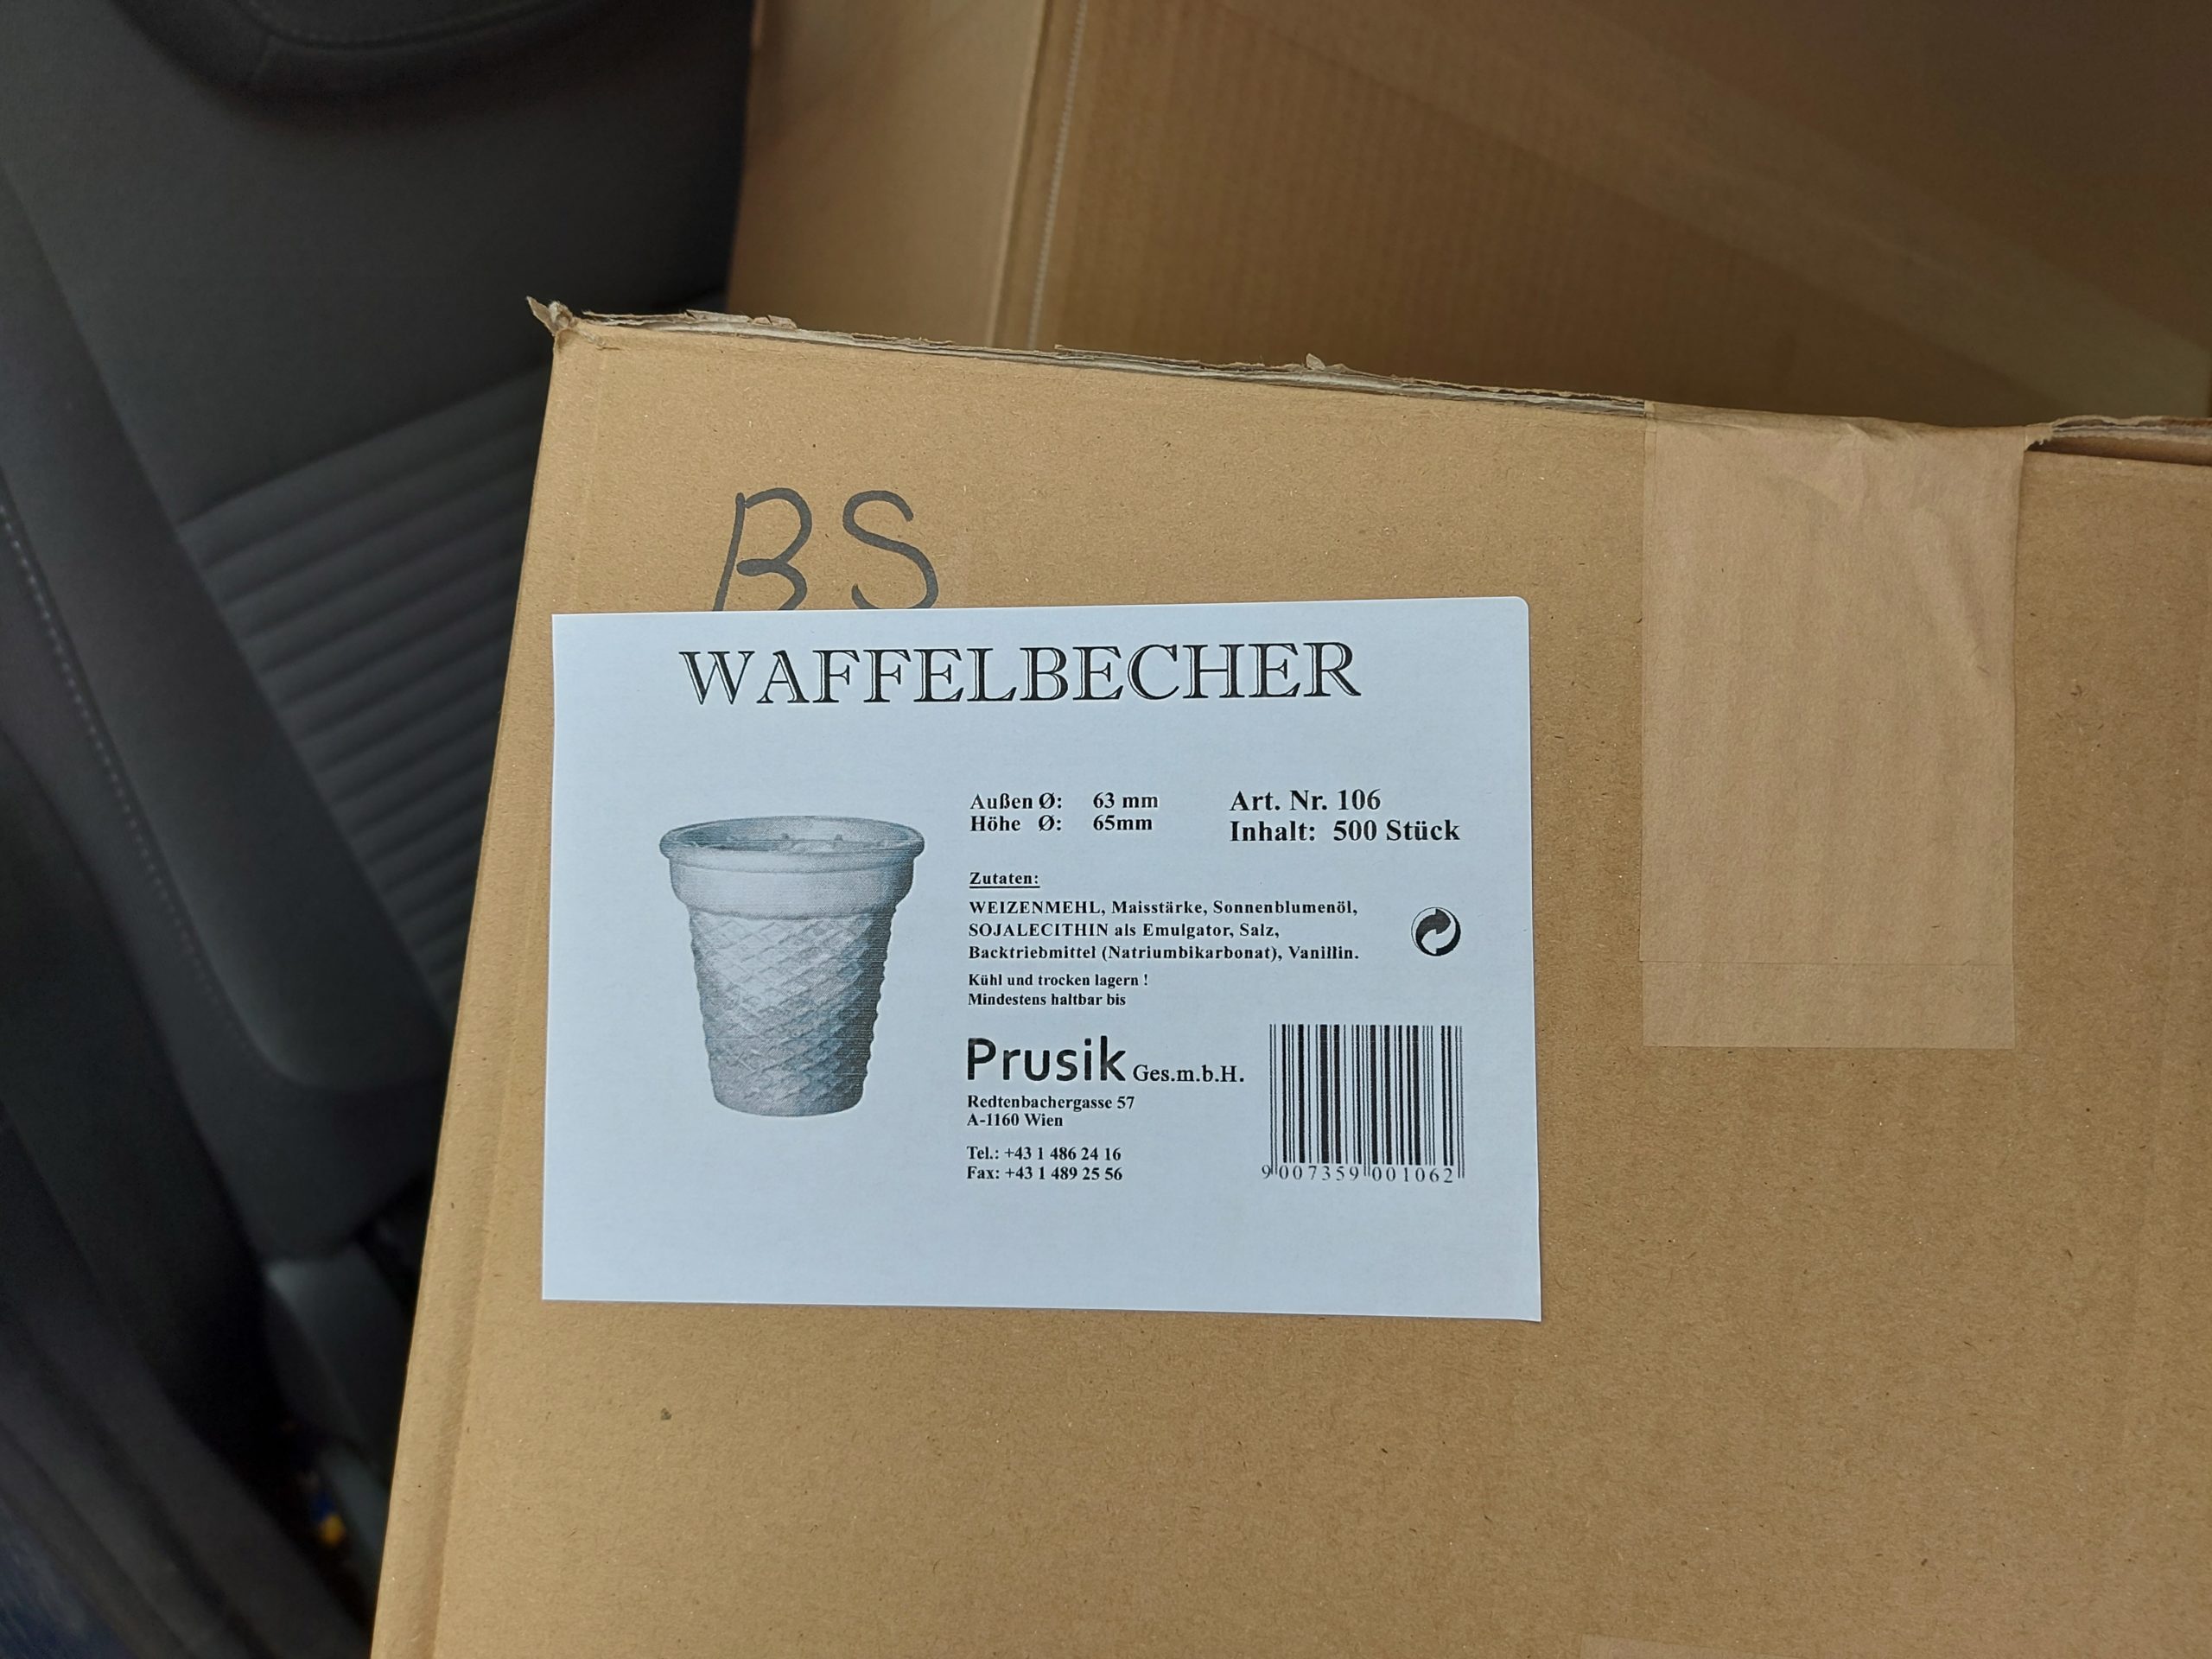 BS
WAFFELBECHER
Außen Ø: 63 mm
Höhe Ø: 65mm
Art. Nr. 106
Inhalt: 500 Stück
Zutaten:
WEIZENMEHL, Maisstärke, Sonnenblumenöl,
SOJALECITHIN als Emulgator, Salz,
Backtriebmittel (Natriumbikarbonat), Vanillin.
Kühl und trocken lagern !
Mindestens haltbar bis
Prusik Ges.m.b.H.
Redtenbachergasse 57
A-1160 Wien
Tel.: +43 1 486 24 16
Fax: +43 1 489 25 56
9 007359 001062